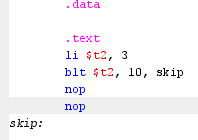 .data
.text
li $t2, 3
blt $t2, 10, skip
nop
nop
skip: